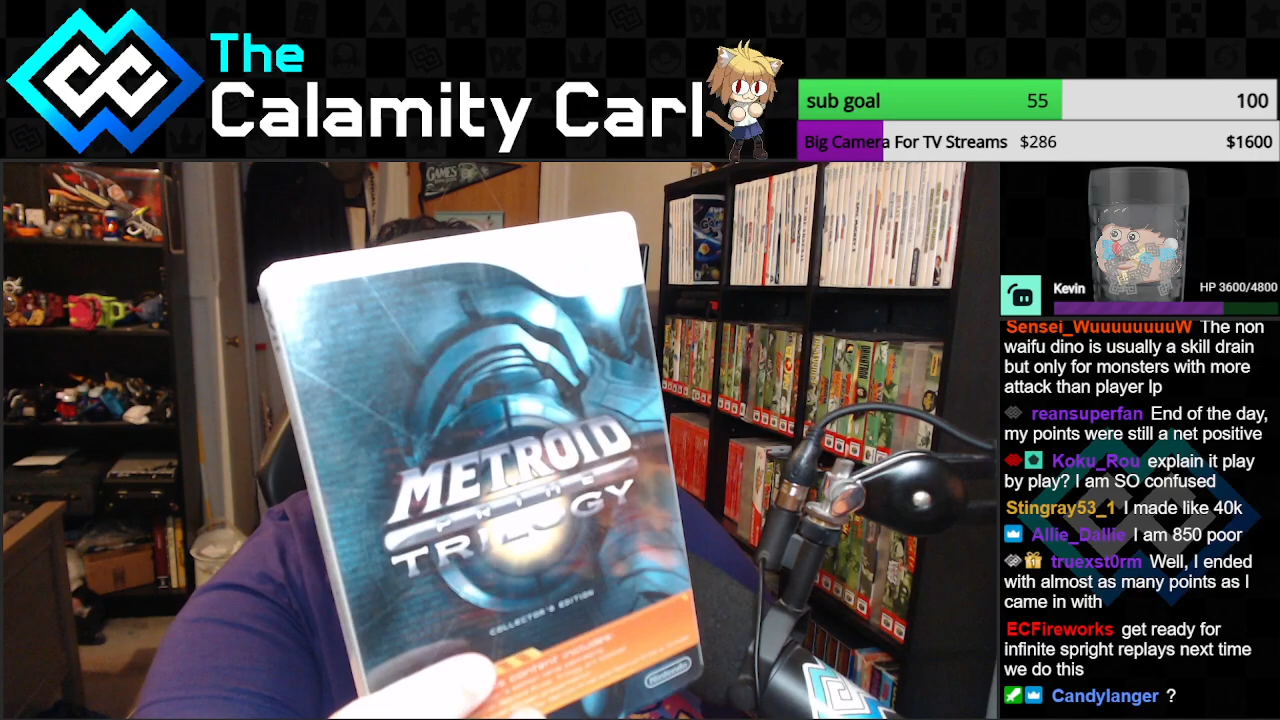 The
Calamity Carl
sub goal 55 100
Big Camera For TV Streams $286 $1600
GAMES
Kevin HP 3600/4800
METROID
PRIME
TRILOGY
COLLECTOR'S EDITION
content includes:
Nintendo
Sensei_WuuuuuuuuW The non
waifu dino is usually a skill drain
but only for monsters with more
attack than player lp
reansuperfan End of the day,
my points were still a net positive
Koku_Rou explain it play
by play? I am SO confused
Stingray53_1 I made like 40k
Allie_Dallie I am 850 poor
truexst0rm Well, I ended
with almost as many points as I
came in with
ECFireworks get ready for
infinite spright replays next time
we do this
Candylanger ?